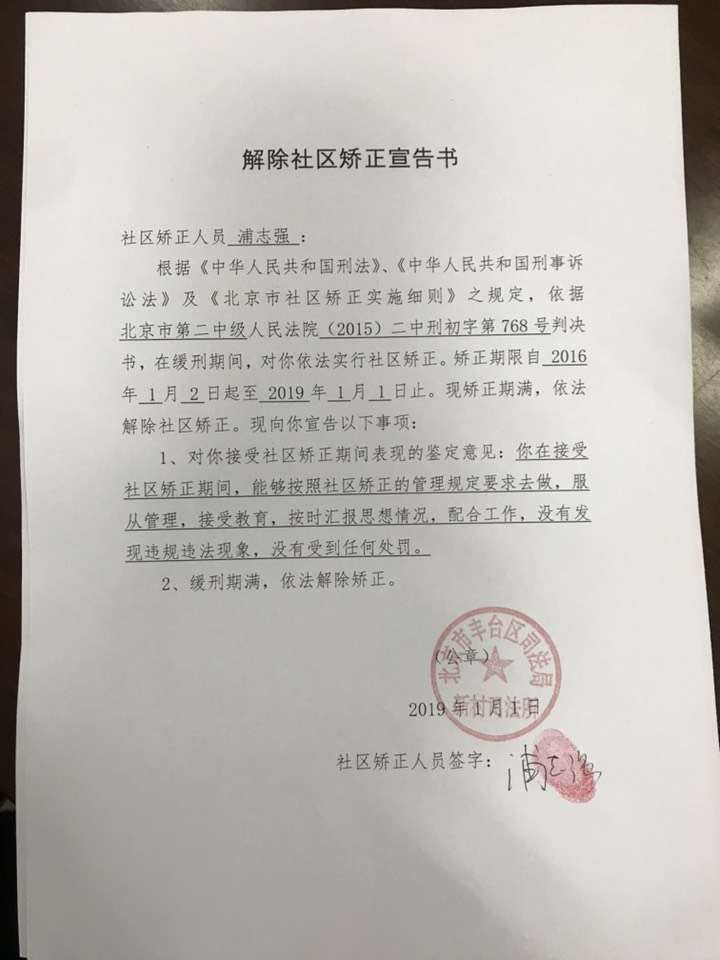 解除社区矫正宣告书
社区矫正人员 浦志强 :
根据《中华人民共和国刑法》、《中华人民共和国刑事诉
讼法》及《北京市社区矫正实施细则》之规定，依据
北京市第二中级人民法院（2015）二中刑初字第 768 号判决
书，在缓刑期间，对你依法实行社区矫正。矫正期限自 2016
年 1 月 2 日起至 2019 年 1 月 1 日止。现矫正期满，依法
解除社区矫正。现向你宣告以下事项：
1、对你接受社区矫正期间表现的鉴定意见：你在接受
社区矫正期间，能够按照社区矫正的管理规定要求去做，服
从管理，接受教育，按时汇报思想情况，配合工作，没有发
现违规违法现象，没有受到任何处罚。
2、缓刑期满，依法解除矫正。
北京市丰台区司法局
（公章）
新村司法所
2019 年 1 月 1 日
社区矫正人员签字：浦志强